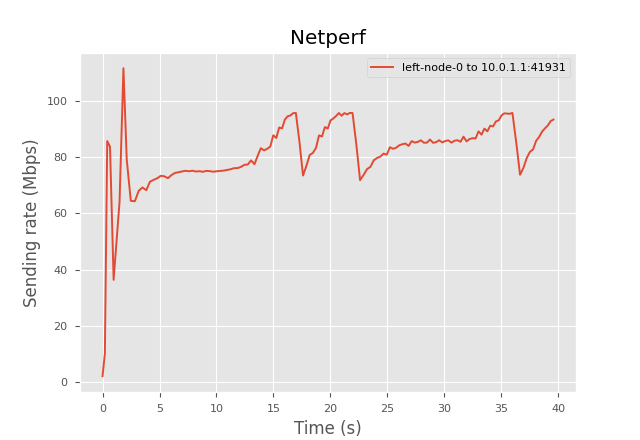 Netperf
left-node-0 to 10.0.1.1:41931
Sending rate (Mbps)
100
80
60
40
20
0
0 5 10 15 20 25 30 35 40
Time (s)